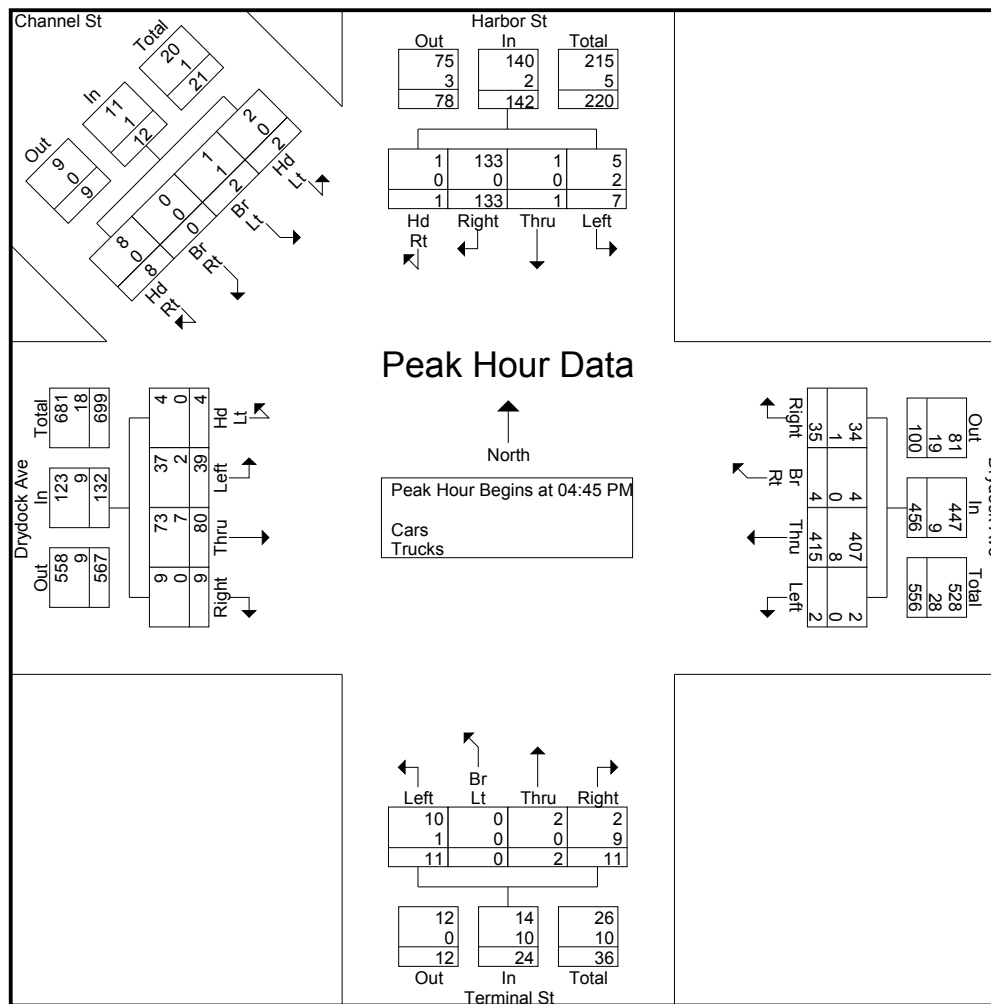 Channel St
Total
20
1
21
In
11
1
12
Out
9
0
9
2
0
2
Hd
Lt
1
1
2
Br
Lt
0
0
0
Br
Rt
8
0
8
Hd
Rt
Harbor St
Out In Total
75 140 215
3 2 5
78 142 220
1 133 1 5
0 0 0 2
1 133 1 7
Hd
Rt Right Thru Left
Peak Hour Data
North
Peak Hour Begins at 04:45 PM
Cars
Trucks
Drydock Ave
Out In Total
558 123 681
9 9 18
567 132 699
9 73 37 4
0 7 2 0
9 80 39 4
Right Thru Left Hd
Lt
Out In Total
81 447 528
19 9 28
100 456 556
34 4 407 2
1 0 8 0
35 4 415 2
Right Br
Rt Thru Left
Left Br
Lt Thru Right
10 0 2 2
1 0 0 9
11 0 2 11
12 14 26
0 10 10
12 24 36
Out In Total
Terminal St